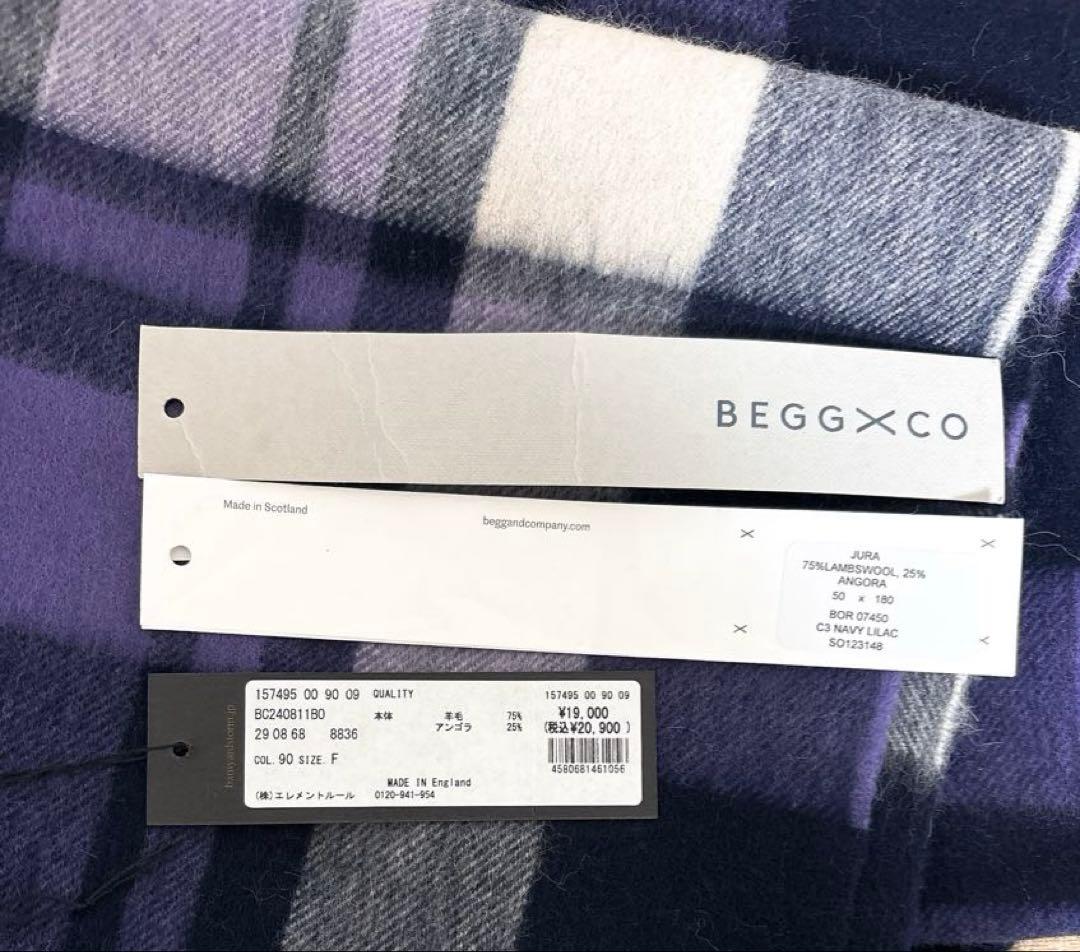 BEGG×CO
Made in Scotland
beggandcompany.com
JURA
75%LAMBSWOOL, 25%
ANGORA
50 x 180
BOR 07450
C3 NAVY LILAC
SO123148
157495 00 90 09 QUALITY
BC240811BO
29 08 68 8836
COL. 90 SIZE. F
本体 羊毛 75%
アンゴラ 25%
157495 00 90 09
¥19,000
(税込¥20,900 )
4580681461056
MADE IN England
(株)エレメントルール 0120-941-954